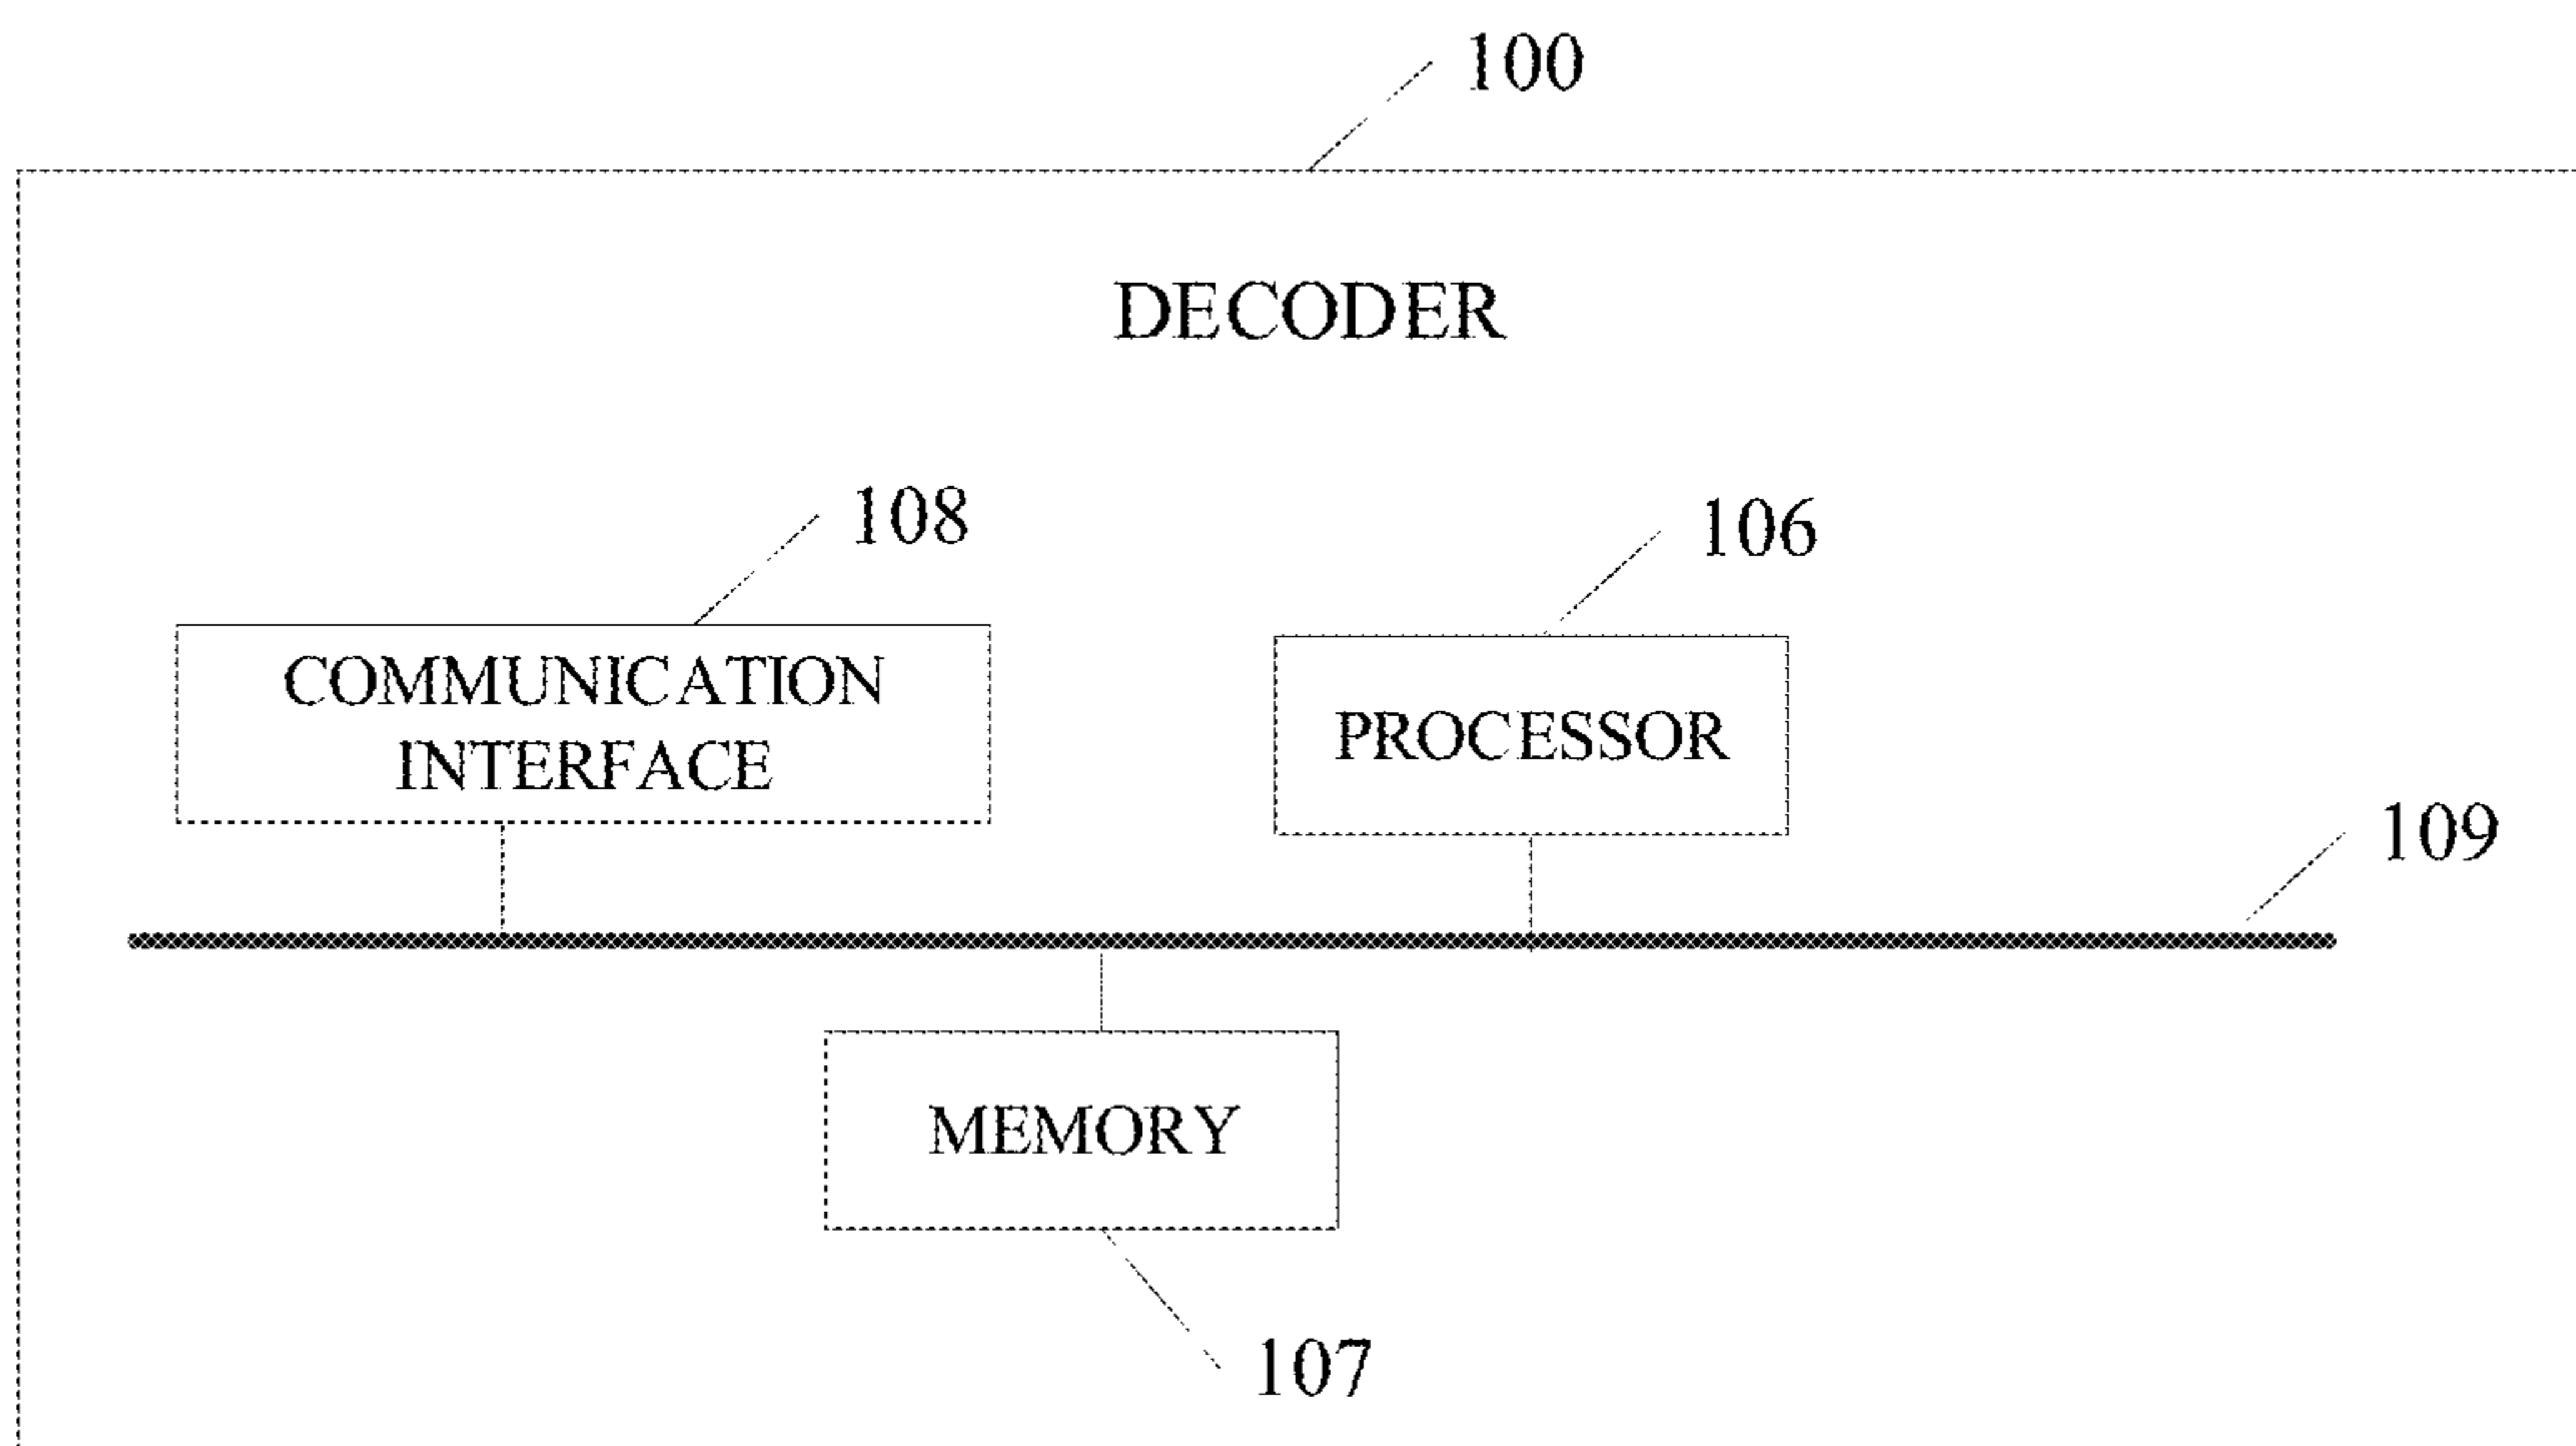 100
DECODER
108
106
COMMUNICATION
INTERFACE
PROCESSOR
109
MEMORY
107